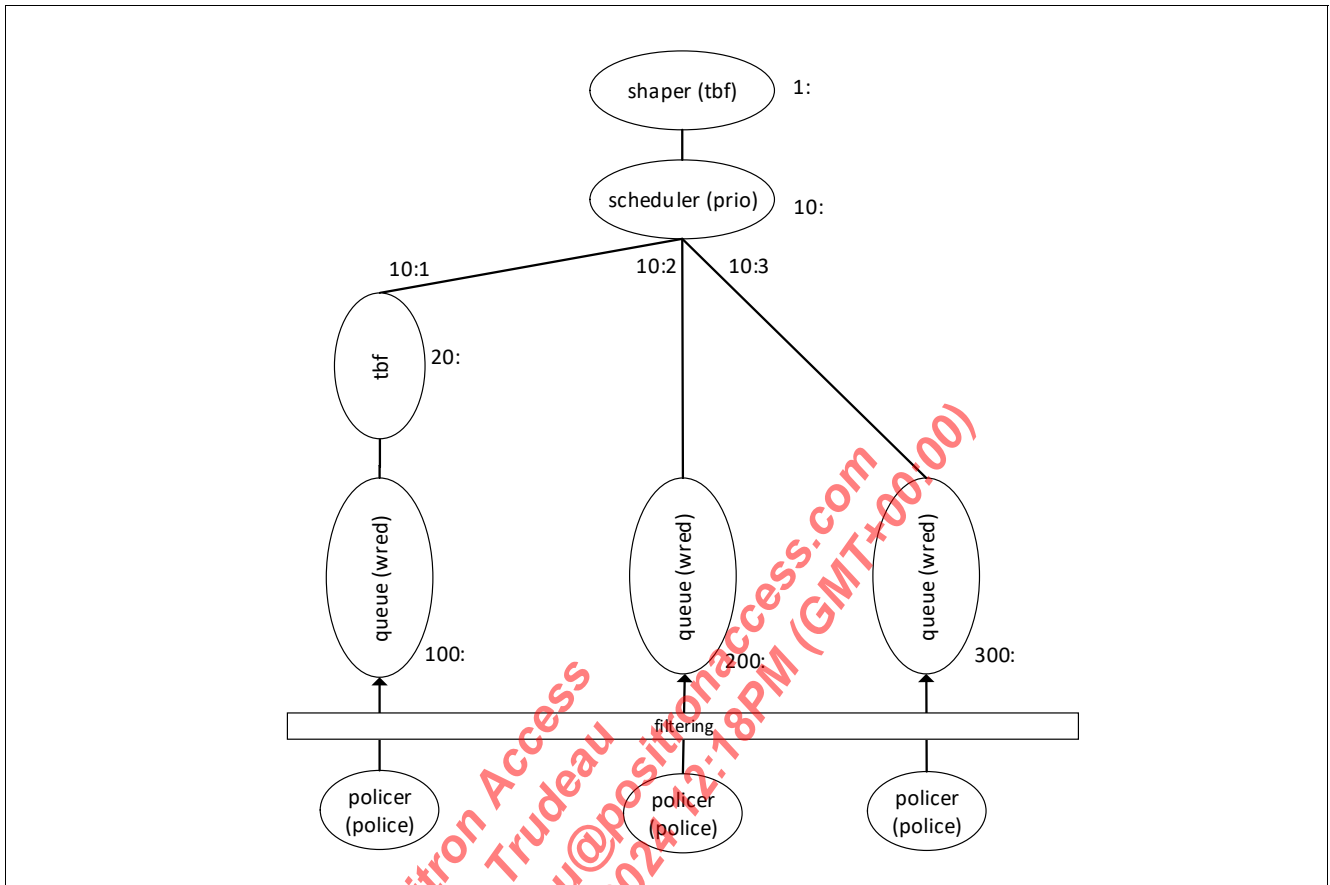 shaper (tbf)
1:
scheduler (prio)
10:
10:1
10:2
10:3
tbf
20:
queue (wred)
queue (wred)
queue (wred)
100:
200:
300:
filtering
policer
(police)
policer
(police)
policer
(police)
Access
Trudeau
@positronaccess.com
12:18PM (GMT+00:00)